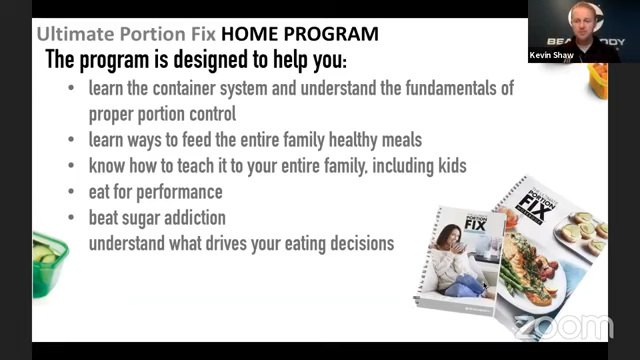 Ultimate Portion Fix HOME PROGRAM
The program is designed to help you:
• learn the container system and understand the fundamentals of
proper portion control
• learn ways to feed the entire family healthy meals
• know how to teach it to your entire family, including kids
• eat for performance
• beat sugar addiction
understand what drives your eating decisions
Kevin Shaw
PORTION
FIX
PORTION
FIX
zoom